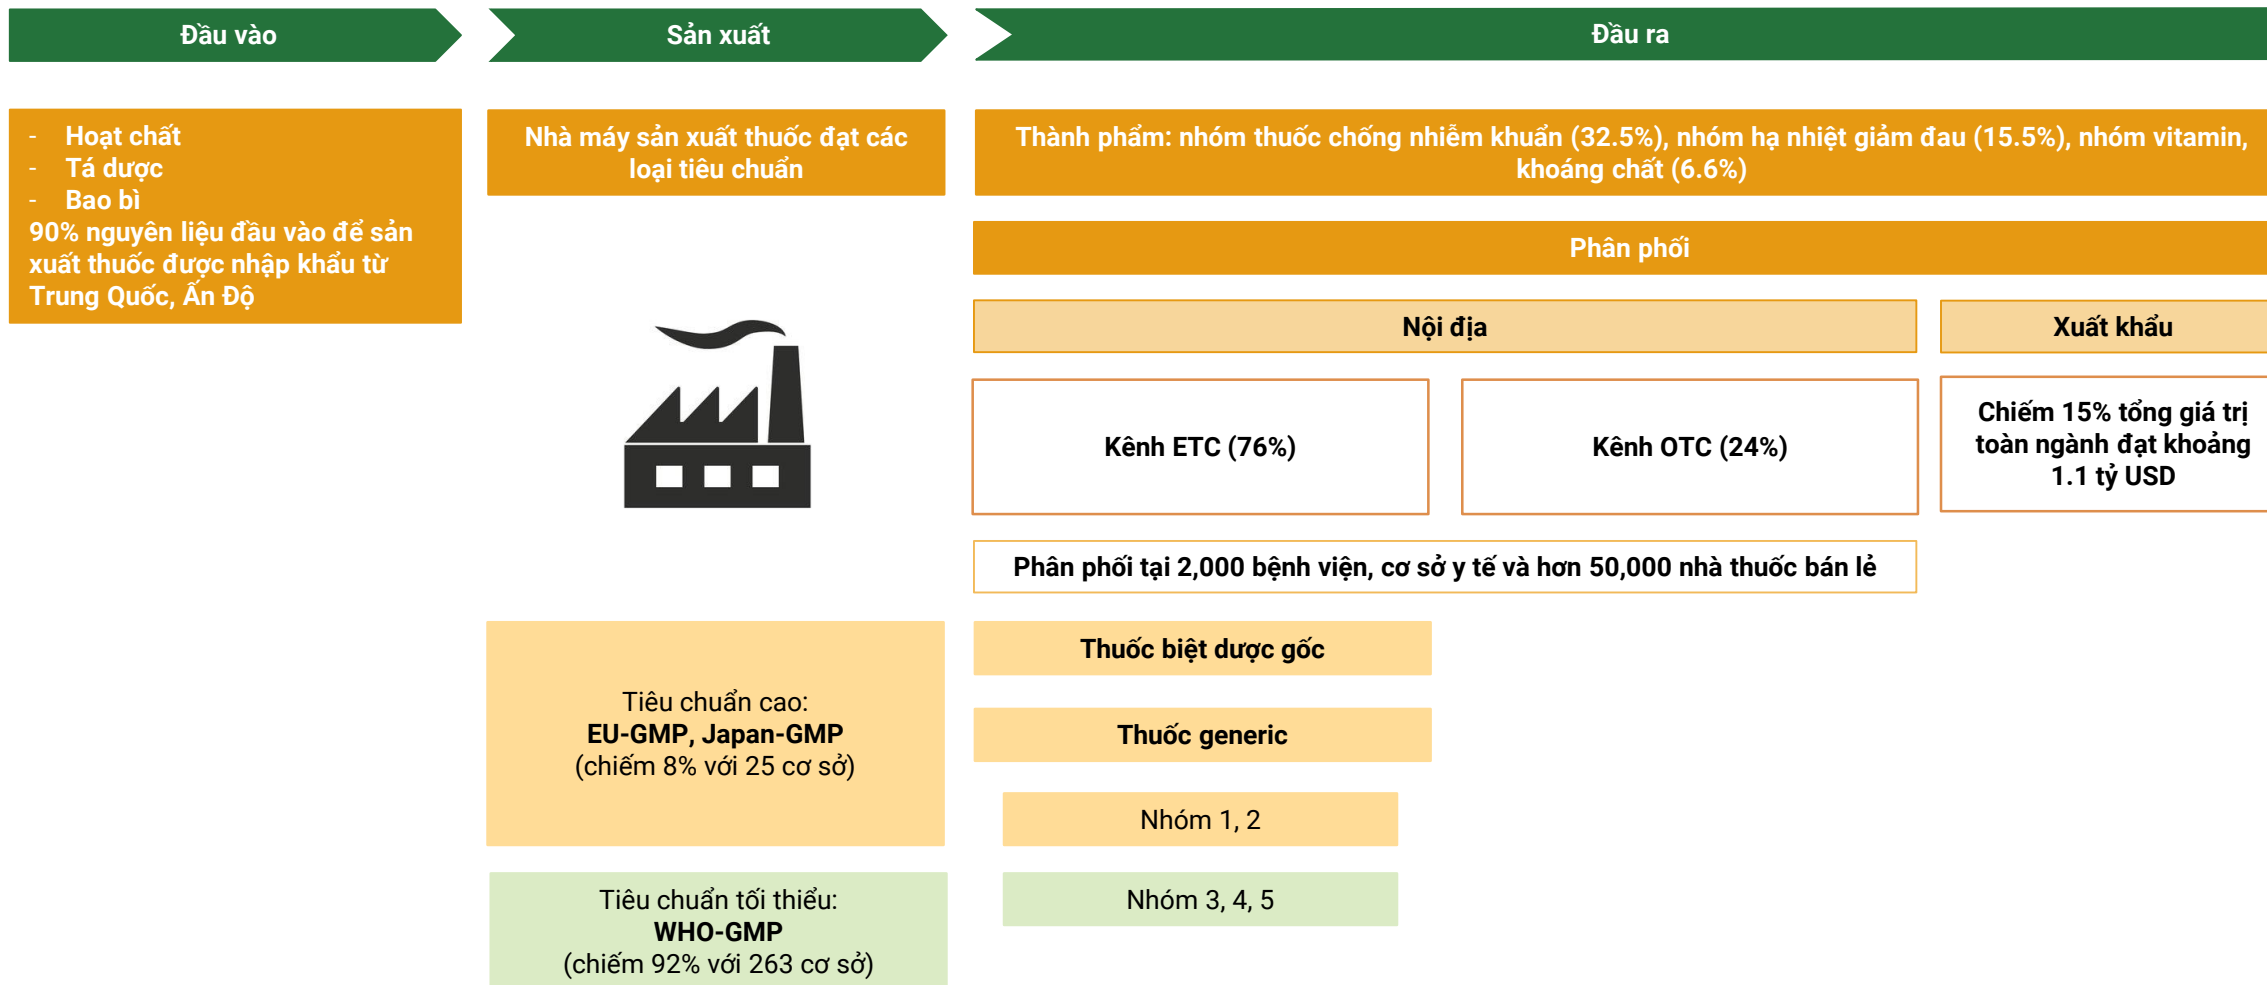 Đầu vào
Sản xuất
Đầu ra
- Hoạt chất
- Tá dược
- Bao bì
90% nguyên liệu đầu vào để sản
xuất thuốc được nhập khẩu từ
Trung Quốc, Ấn Độ
Nhà máy sản xuất thuốc đạt các
loại tiêu chuẩn
Thành phẩm: nhóm thuốc chống nhiễm khuẩn (32.5%), nhóm hạ nhiệt giảm đau (15.5%), nhóm vitamin,
khoáng chất (6.6%)
Phân phối
Nội địa
Xuất khẩu
Kênh ETC (76%)
Kênh OTC (24%)
Chiếm 15% tổng giá trị
toàn ngành đạt khoảng
1.1 tỷ USD
Phân phối tại 2,000 bệnh viện, cơ sở y tế và hơn 50,000 nhà thuốc bán lẻ
Tiêu chuẩn cao:
EU-GMP, Japan-GMP
(chiếm 8% với 25 cơ sở)
Thuốc biệt dược gốc
Thuốc generic
Nhóm 1, 2
Tiêu chuẩn tối thiểu:
WHO-GMP
(chiếm 92% với 263 cơ sở)
Nhóm 3, 4, 5